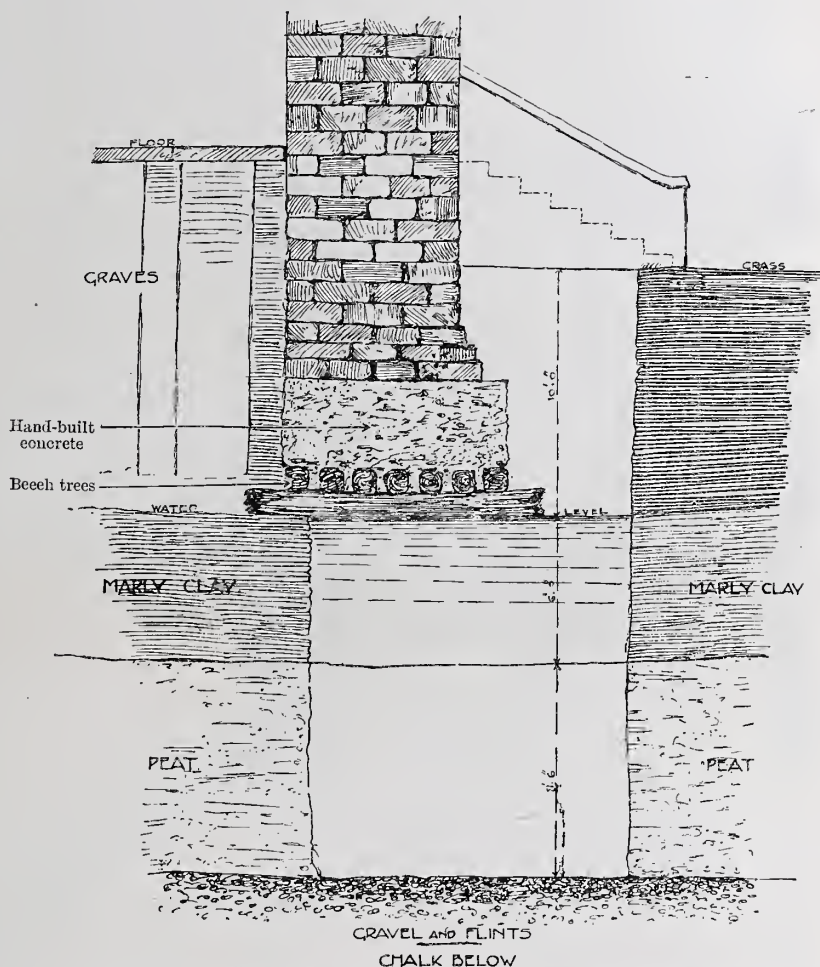 FLOOR
GRAVES
GRASS
Hand-built
concrete
Beech trees
WATER
LEVEL
MARLY CLAY
MARLY CLAY
PEAT
PEAT
GRAVEL AND FLINTS
CHALK BELOW